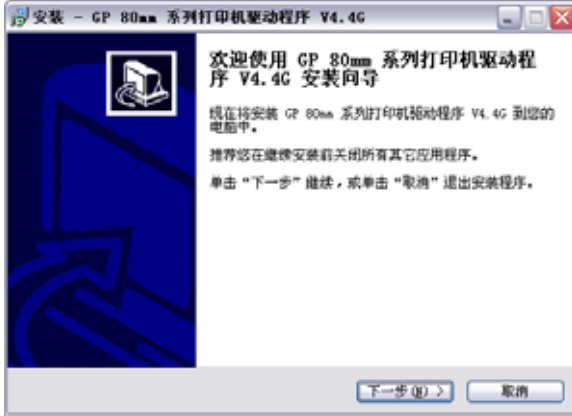 安装 - GP 80mm 系列打印机驱动程序 V4.4G
欢迎使用 GP 80mm 系列打印机驱动程
序 V4.4G 安装向导
现在将安装 GP 80mm 系列打印机驱动程序 V4.4G 到您的
电脑中。
推荐您在继续安装前关闭所有其它应用程序。
单击“下一步”继续，或单击“取消”退出安装程序。
下一步(N) >
取消